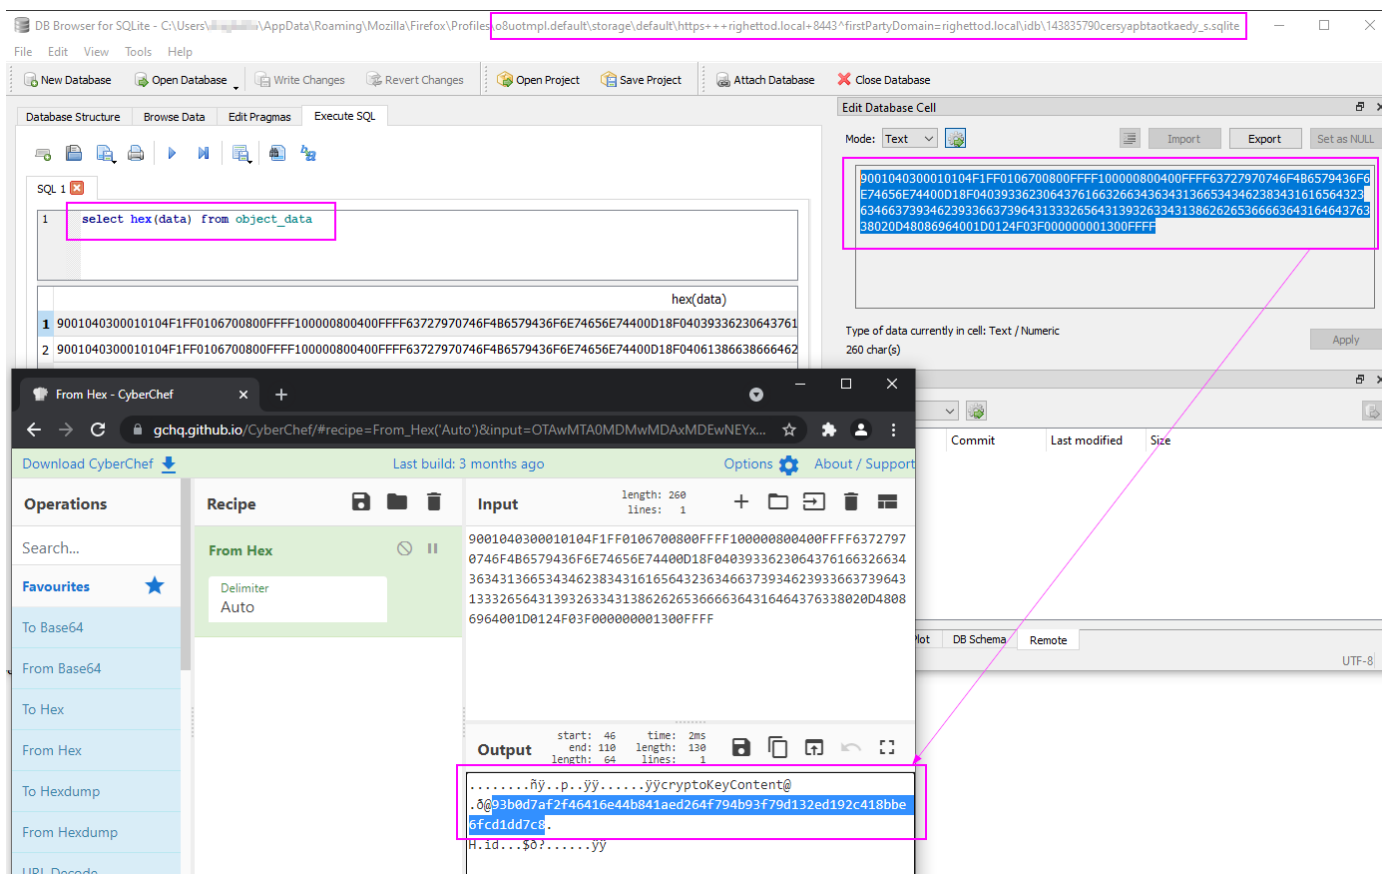 DB Browser for SQLite - C:\Users\ \AppData\Roaming\Mozilla\Firefox\Profiles\o8uotmpl.default\storage\default\https+++righettod.local+8443^firstPartyDomain=righettod.local\idb\143835790cersyapbtaotkaedy_s.sqlite
File Edit View Tools Help
New Database Open Database Write Changes Revert Changes Open Project Save Project Attach Database Close Database
Database Structure Browse Data Edit Pragmas Execute SQL
SQL 1
1 select hex(data) from object_data
hex(data)
1 9001040300010104F1FF0106700800FFFF100000800400FFFF63727970746F4B6579436F6E74656E74400D18F04039336230643761
2 9001040300010104F1FF0106700800FFFF100000800400FFFF63727970746F4B6579436F6E74656E74400D18F04061386638666462
Edit Database Cell
Mode: Text Import Export Set as NULL
9001040300010104F1FF0106700800FFFF100000800400FFFF63727970746F4B6579436F6
E74656E74400D18F04039336230643761663266343634313665343462383431616564323
634663739346239336637396431333265643139326334313862626536666364316464376
38020D48086964001D0124F03F000000001300FFFF
Type of data currently in cell: Text / Numeric
260 char(s)
Apply
Commit Last modified Size
Plot DB Schema Remote
UTF-8
From Hex - CyberChef
gchq.github.io/CyberChef/#recipe=From_Hex('Auto')&input=OTAwMTA0MDMwMDAxMDEwNEYx...
Download CyberChef Last build: 3 months ago Options About / Support
Operations
Search...
Favourites
To Base64
From Base64
To Hex
From Hex
To Hexdump
From Hexdump
URL Decode
Recipe
From Hex
Delimiter
Auto
Input length: 260
lines: 1
9001040300010104F1FF0106700800FFFF100000800400FFFF6372797
0746F4B6579436F6E74656E74400D18F0403933623064376166326634
363431366534346238343161656432363466373934623933663739643
1333265643139326334313862626536666364316464376338020D4808
6964001D0124F03F000000001300FFFF
Output start: 46 time: 2ms
end: 110 length: 130
length: 64 lines: 1
........ñÿ..p..ÿÿ......ÿÿcryptoKeyContent@
.ð@93b0d7af2f46416e44b841aed264f794b93f79d132ed192c418bbe
6fcd1dd7c8.
H.id...$ð?......ÿÿ